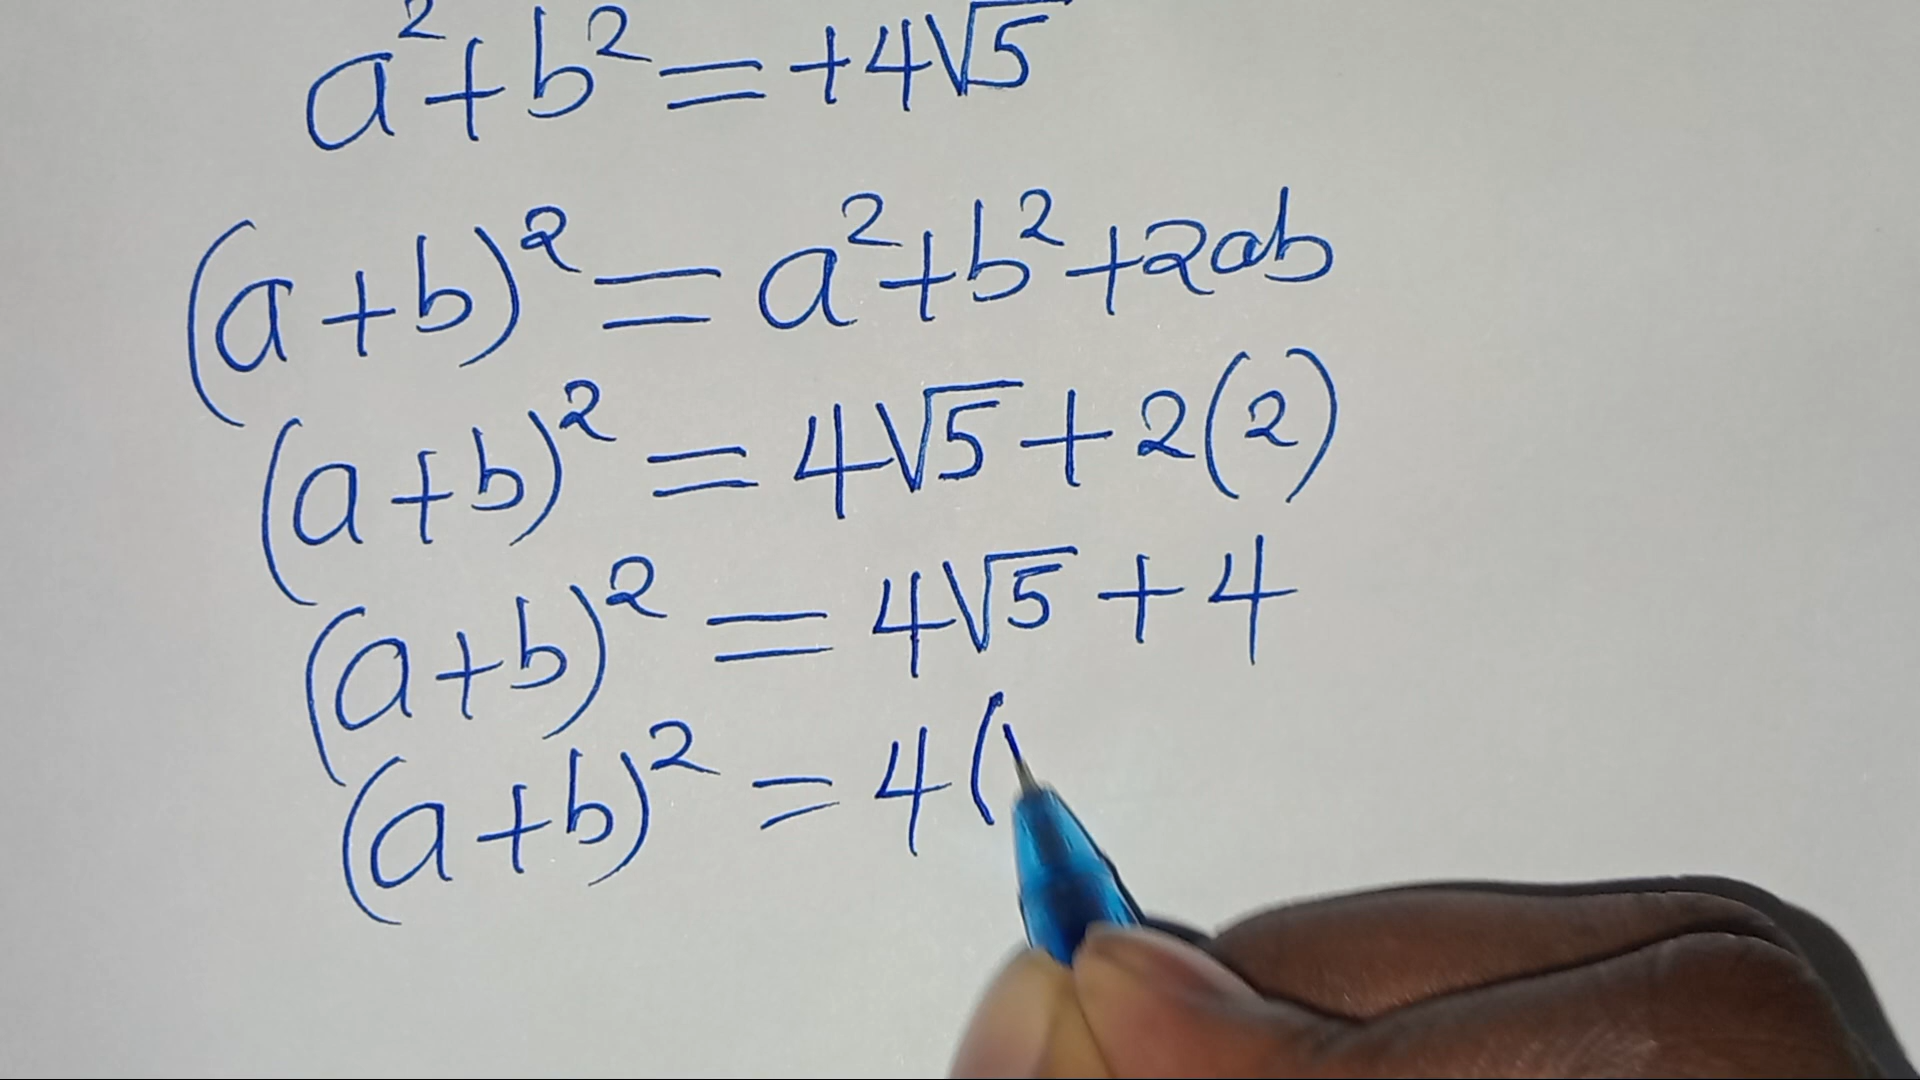 a²+b²=+4√5
(a+b)²=a²+b²+2ab
(a+b)²=4√5+2(2)
(a+b)²=4√5+4
(a+b)²=4(